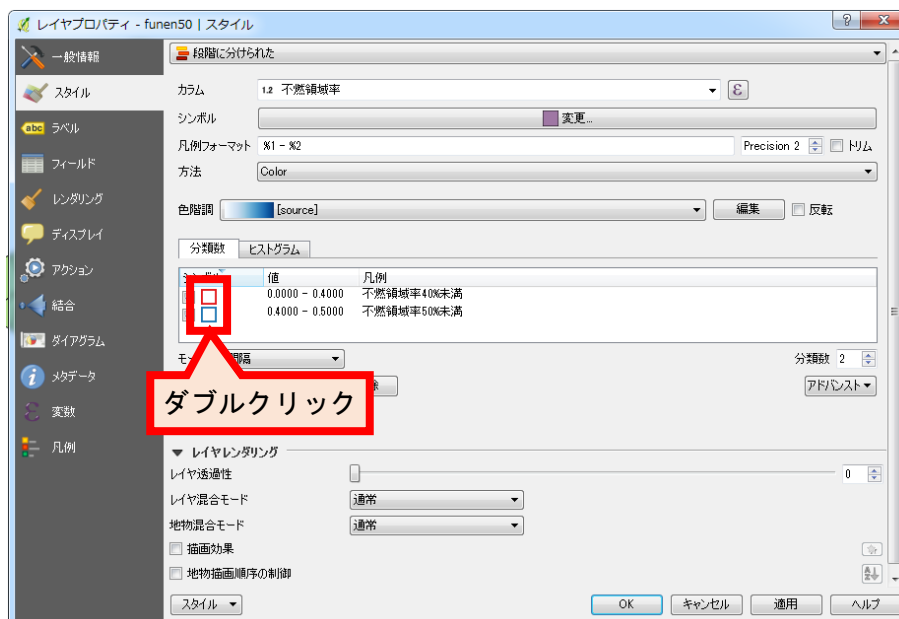 レイヤプロパティ - funen50 | スタイル
一般情報
スタイル
abc ラベル
フィールド
レンダリング
ディスプレイ
アクション
結合
ダイアグラム
メタデータ
変数
凡例
段階に分けられた
カラム 1.2 不燃領域率 ε
シンボル 変更...
凡例フォーマット %1 - %2 Precision 2 トリム
方法 Color
色階調 [source] 編集 反転
分類数 ヒストグラム
値 凡例
0.0000 - 0.4000 不燃領域率40%未満
0.4000 - 0.5000 不燃領域率50%未満
分類数 2
アドバンスト
ダブルクリック
レイヤレンダリング
レイヤ透過性 0
レイヤ混合モード 通常
地物混合モード 通常
描画効果
地物描画順序の制御
スタイル OK キャンセル 適用 ヘルプ